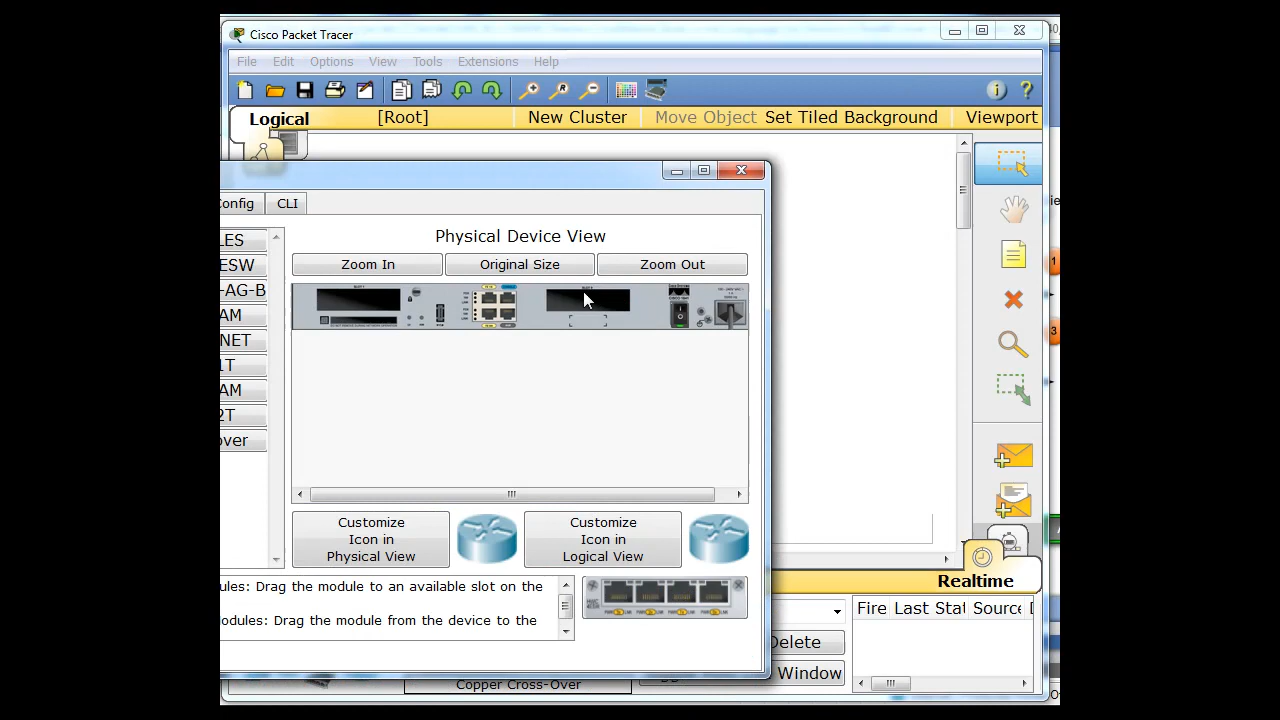 Cisco Packet Tracer
File Edit Options View Tools Extensions Help
Logical [Root] New Cluster Move Object Set Tiled Background Viewport
Config CLI
Physical Device View
LES
ESW
-AG-B
AM
NET
1T
AM
2T
over
Zoom In Original Size Zoom Out
Customize
Icon in
Physical View
Customize
Icon in
Logical View
ules: Drag the module to an available slot on the
odules: Drag the module from the device to the
Realtime
Fire Last Stat Source
Delete
Window
Copper Cross-Over